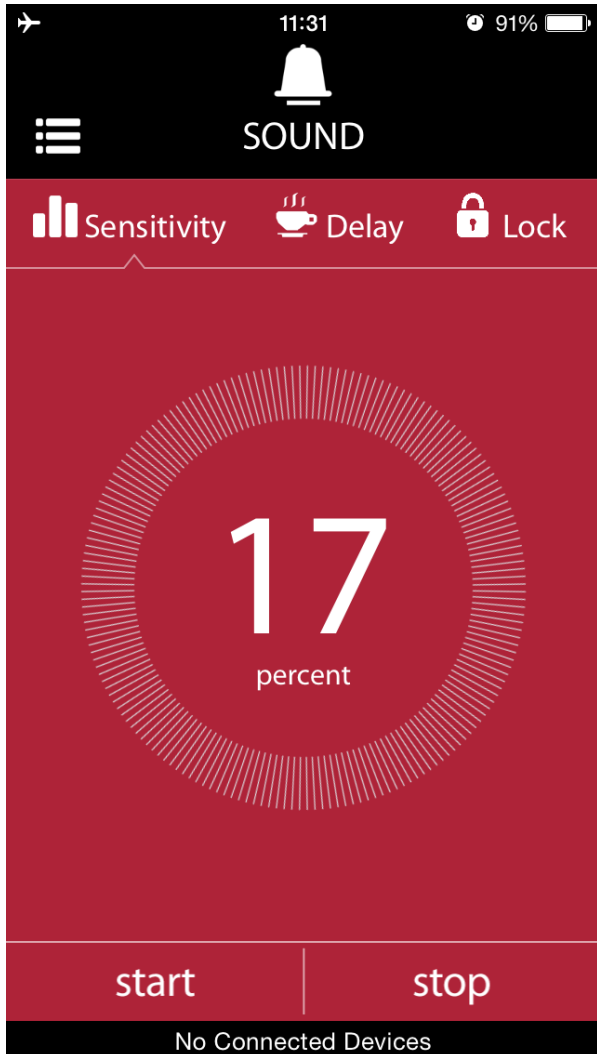 11:31 91%
SOUND
Sensitivity Delay Lock
17
percent
start stop
No Connected Devices